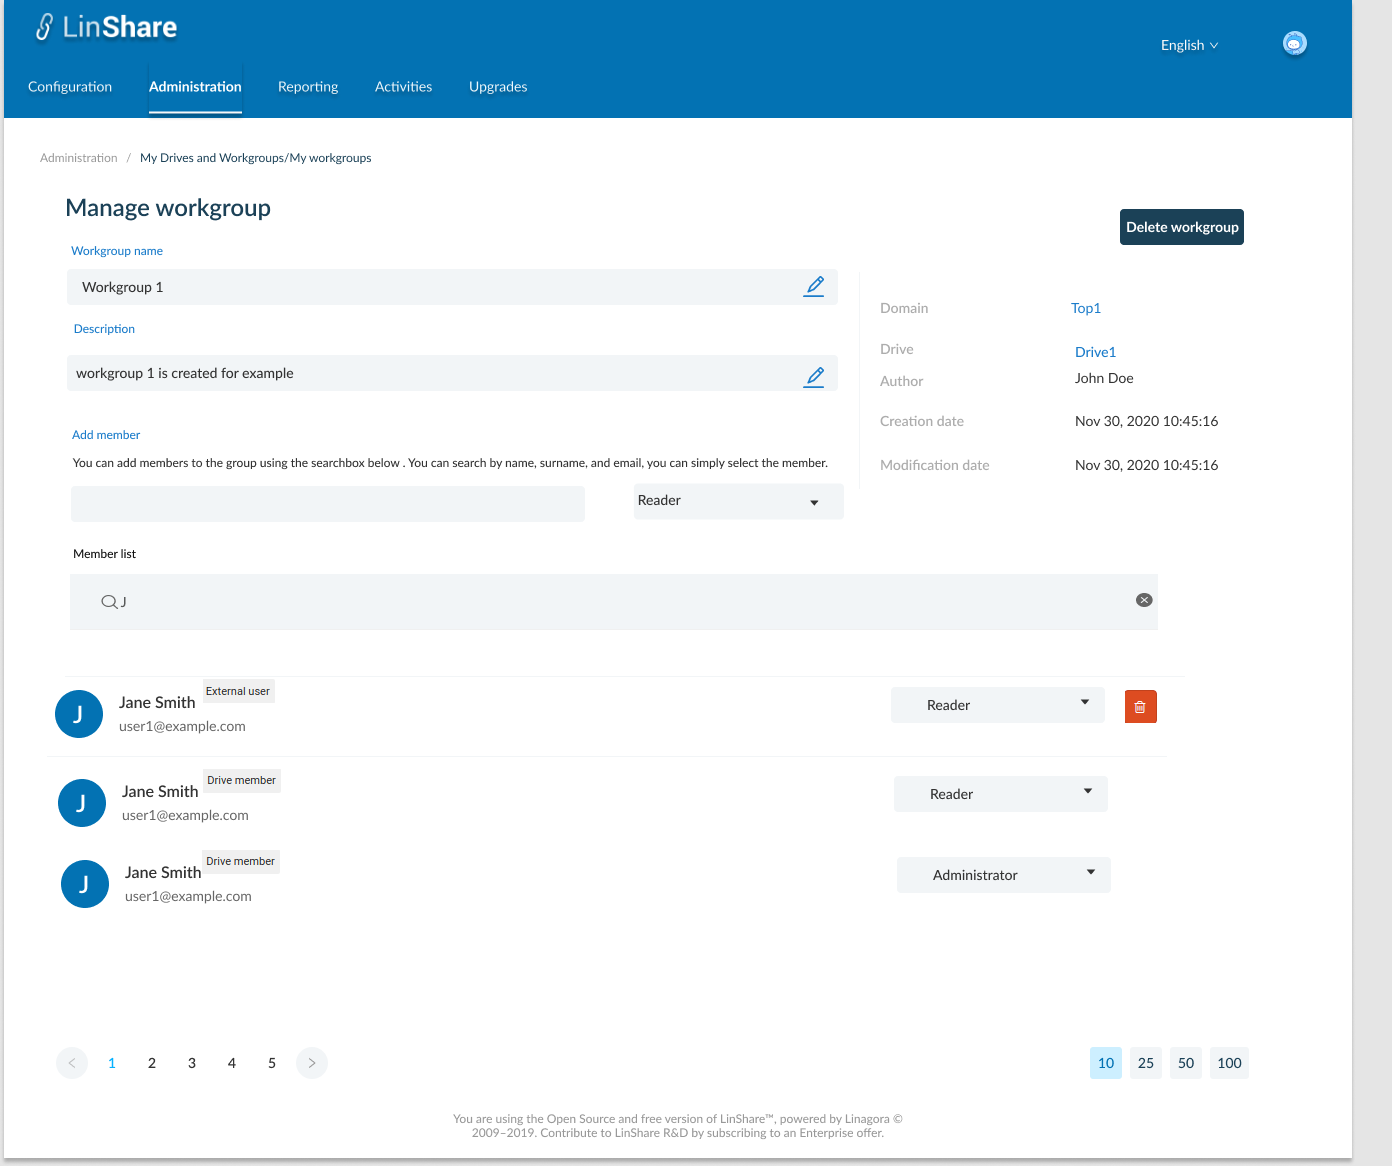 LinShare
English
Configuration
Administration
Reporting
Activities
Upgrades
Administration / My Drives and Workgroups/My workgroups
Manage workgroup
Delete workgroup
Workgroup name
Workgroup 1
Description
workgroup 1 is created for example
Domain Top1
Drive Drive1
Author John Doe
Creation date Nov 30, 2020 10:45:16
Modification date Nov 30, 2020 10:45:16
Add member
You can add members to the group using the searchbox below . You can search by name, surname, and email, you can simply select the member.
Reader
Member list
J
J
Jane Smith
External user
user1@example.com
Reader
J
Jane Smith
Drive member
user1@example.com
Reader
J
Jane Smith
Drive member
user1@example.com
Administrator
< 1 2 3 4 5 >
10 25 50 100
You are using the Open Source and free version of LinShare™, powered by Linagora ©
2009–2019. Contribute to LinShare R&D by subscribing to an Enterprise offer.